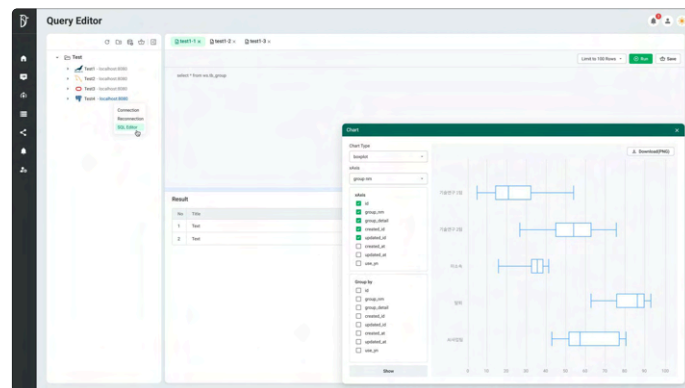 Query Editor
test1-1 ×
test1-2 ×
test1-3 ×
Test
Test1 - localhost:8080
Test2 - localhost:8080
Test3 - localhost:8080
Test4 - localhost:8080
Connection
Reconnection
SQL Editor
Limit to 100 Rows
Run
Save
select * from ins.tb_group
Result
No Title
1 Test
2 Test
Chart
×
Chart Type
boxplot
xAxis
group nm
Download(PNG)
id
group_nm
group_detail
created_id
updated_id
created_at
updated_at
use_yn
Group by
id
group_nm
group_detail
created_id
updated_id
created_at
updated_at
use_yn
Show
0 10 20 30 40 50 60 70 80 90 100